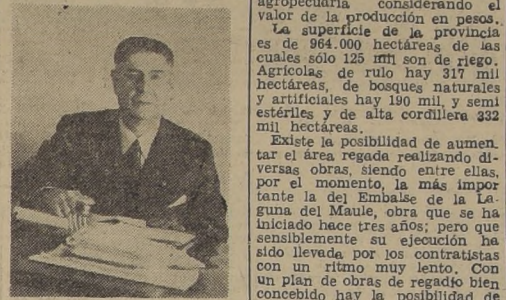 agropecuaria considerando el
valor de la producción en pesos.
La superficie de la provincia
es de 964.000 hectáreas de las
cuales sólo 125 mil son de riego.
Agrícolas de rulo hay 317 mil
hectáreas, de bosques naturales
y artificiales hay 190 mil, y semi
estériles y de alta cordillera 332
mil hectáreas.
Existe la posibilidad de aumen-
tar el área regada realizando di-
versas obras, siendo entre ellas,
por el momento, la más impor
tante la del Embalse de la La-
guna del Maule, obra que se ha
iniciado hace tres años; pero que
sensiblemente su ejecución ha
sido llevada por los contratistas
con un ritmo muy lento. Con
un plan de obras de regadío bien
concebido hay la posibilidad de